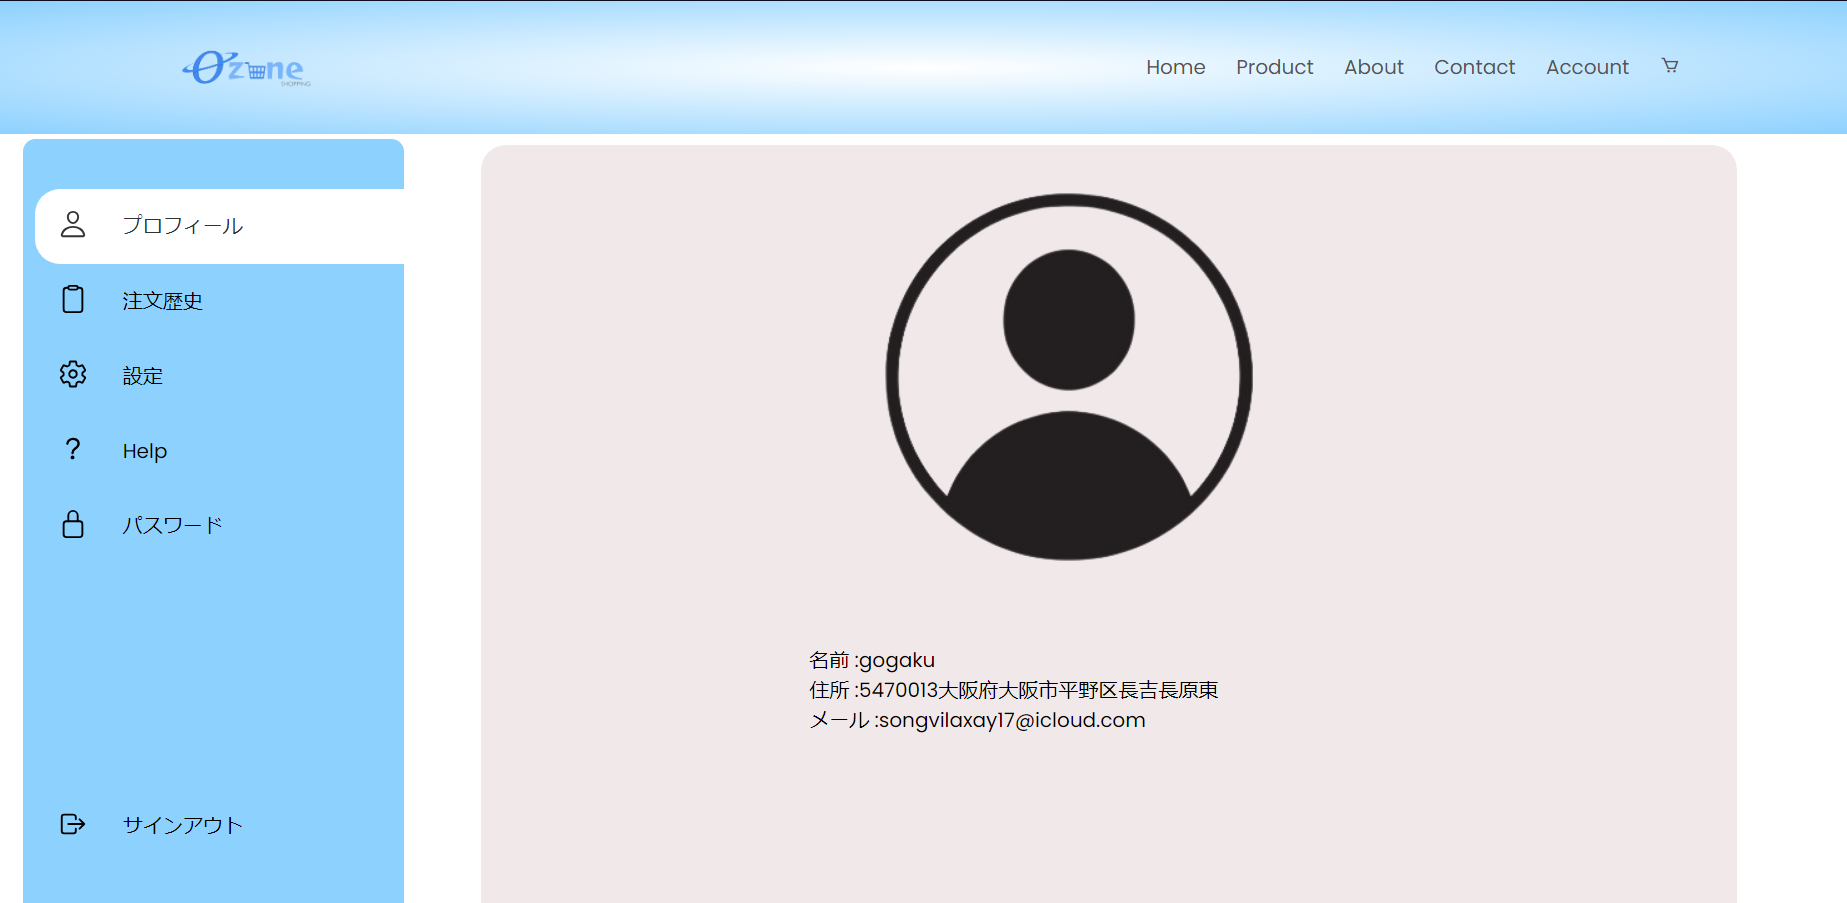 Ozone
SHOPPING
Home Product About Contact Account
プロフィール
注文歴史
設定
Help
パスワード
サインアウト
名前 :gogaku
住所 :5470013大阪府大阪市平野区長吉長原東
メール :songvilaxay17@icloud.com